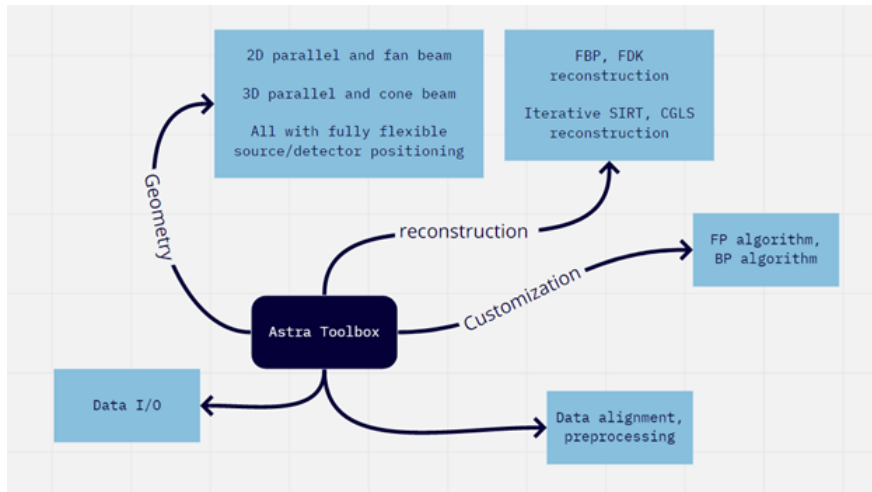 2D parallel and fan beam
3D parallel and cone beam
All with fully flexible
source/detector positioning
FBP, FDK
reconstruction
Iterative SIRT, CGLS
reconstruction
Geometry
reconstruction
FP algorithm,
BP algorithm
Customization
Astra Toolbox
Data I/O
Data alignment,
preprocessing